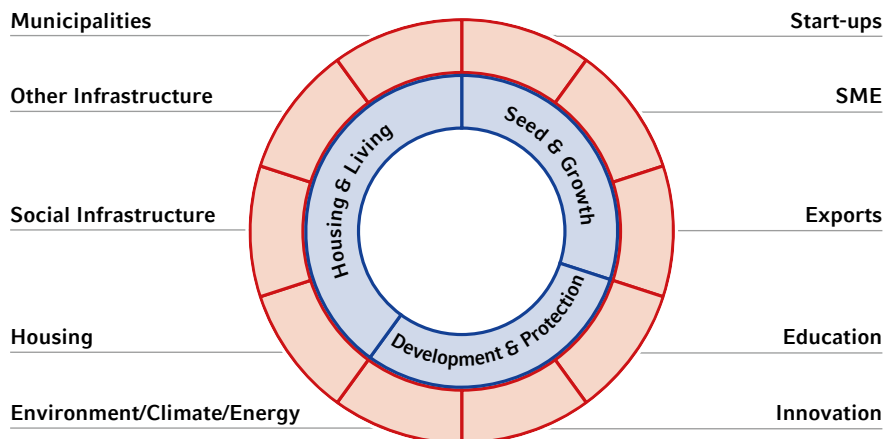 Municipalities
Start-ups
Other Infrastructure
SME
Seed & Growth
Housing & Living
Social Infrastructure
Exports
Development & Protection
Housing
Education
Environment/Climate/Energy
Innovation